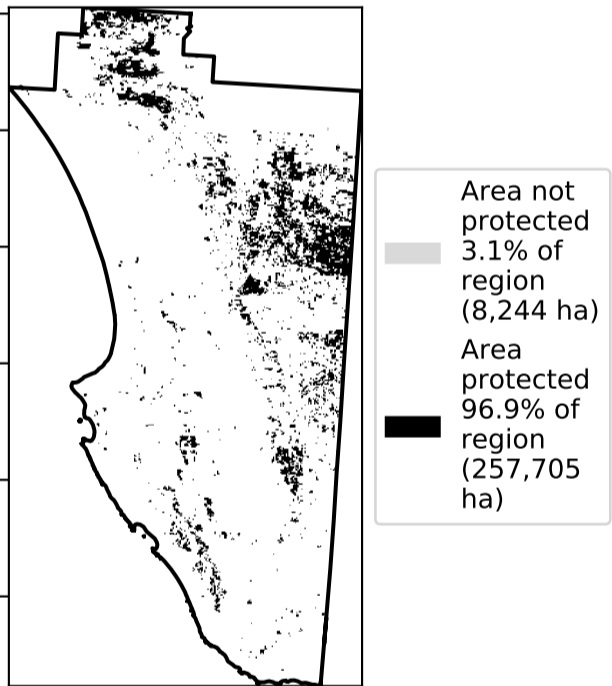 Area not
protected
3.1% of
region
(8,244 ha)
Area
protected
96.9% of
region
(257,705
ha)